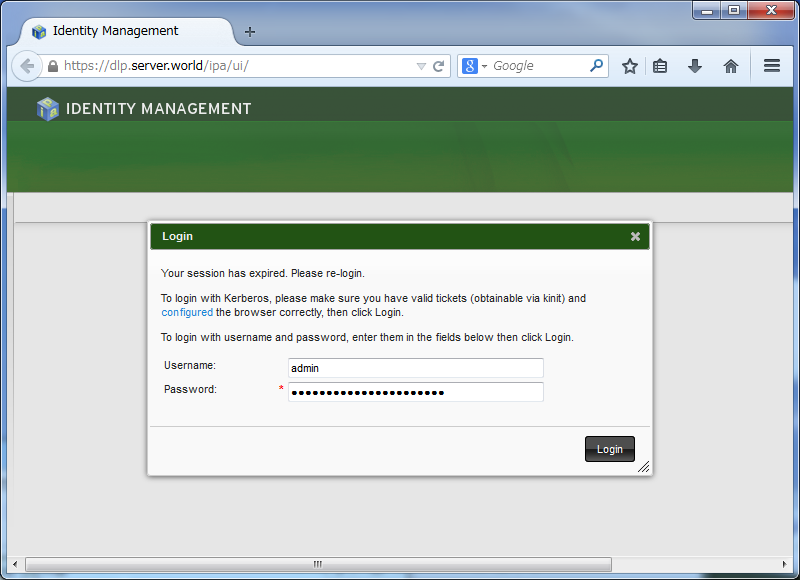 Identity Management
https://dlp.server.world/ipa/ui/
Google
IDENTITY MANAGEMENT
Login
Your session has expired. Please re-login.
To login with Kerberos, please make sure you have valid tickets (obtainable via kinit) and
configured the browser correctly, then click Login.
To login with username and password, enter them in the fields below then click Login.
Username:
admin
Password: *
Login